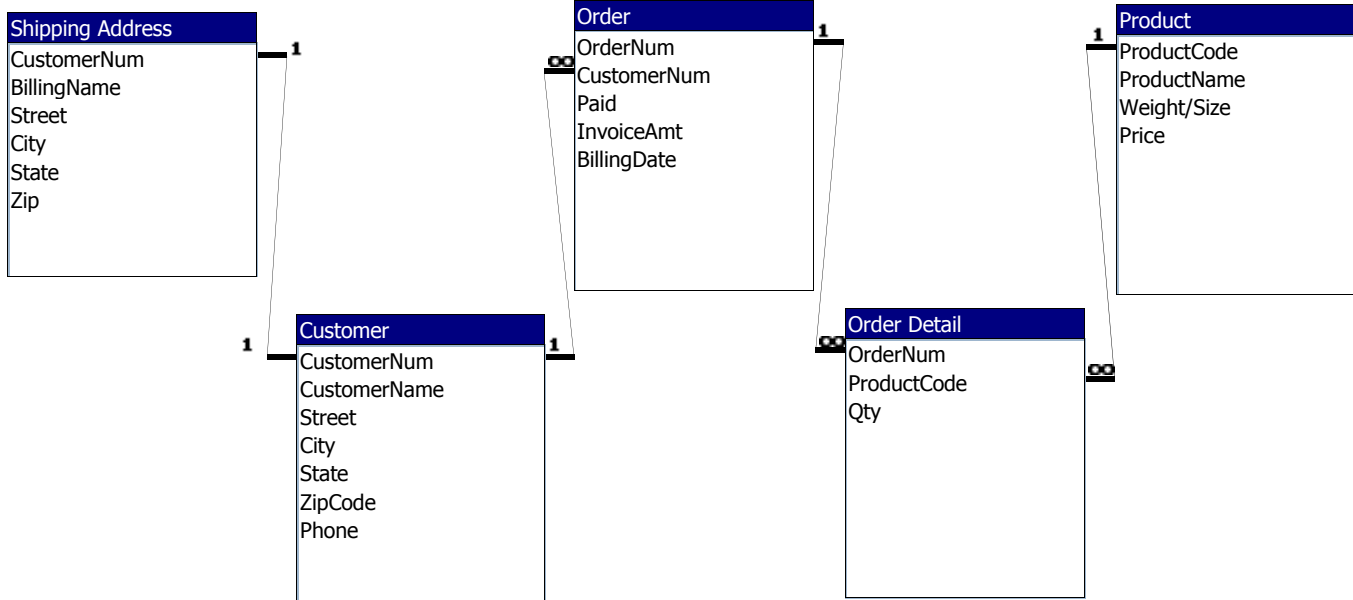 Shipping Address
CustomerNum
BillingName
Street
City
State
Zip
1
1
Customer
CustomerNum
CustomerName
Street
City
State
ZipCode
Phone
1
∞
Order
OrderNum
CustomerNum
Paid
InvoiceAmt
BillingDate
1
∞
Order Detail
OrderNum
ProductCode
Qty
∞
1
Product
ProductCode
ProductName
Weight/Size
Price